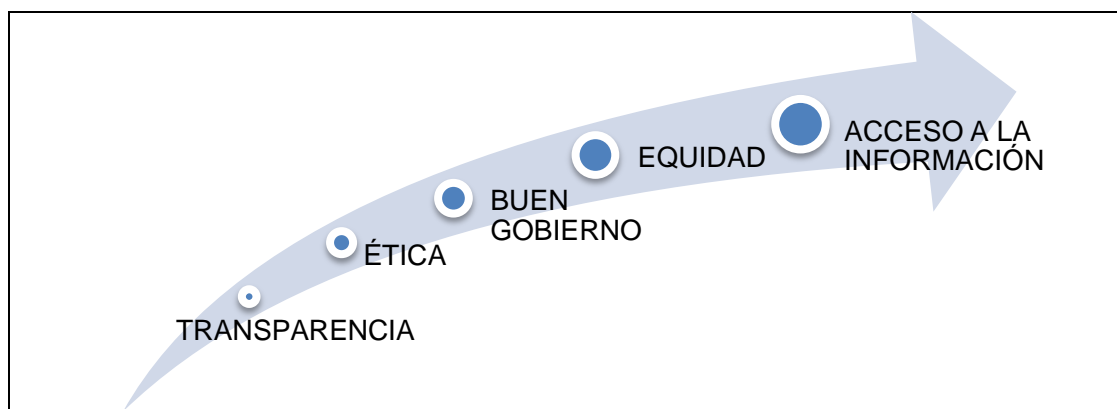 TRANSPARENCIA
ÉTICA
BUEN
GOBIERNO
EQUIDAD
ACCESO A LA
INFORMACIÓN